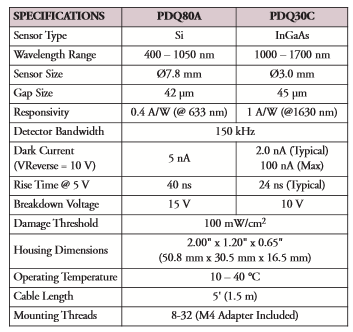 SPECIFICATIONS PDQ80A PDQ30C
Sensor Type Si InGaAs
Wavelength Range 400 – 1050 nm 1000 – 1700 nm
Sensor Size Ø7.8 mm Ø3.0 mm
Gap Size 42 µm 45 µm
Responsivity 0.4 A/W (@ 633 nm) 1 A/W (@1630 nm)
Detector Bandwidth 150 kHz
Dark Current
(VReverse = 10 V) 5 nA 2.0 nA (Typical)
100 nA (Max)
Rise Time @ 5 V 40 ns 24 ns (Typical)
Breakdown Voltage 15 V 10 V
Damage Threshold 100 mW/cm²
Housing Dimensions 2.00" x 1.20" x 0.65"
(50.8 mm x 30.5 mm x 16.5 mm)
Operating Temperature 10 – 40 °C
Cable Length 5' (1.5 m)
Mounting Threads 8-32 (M4 Adapter Included)